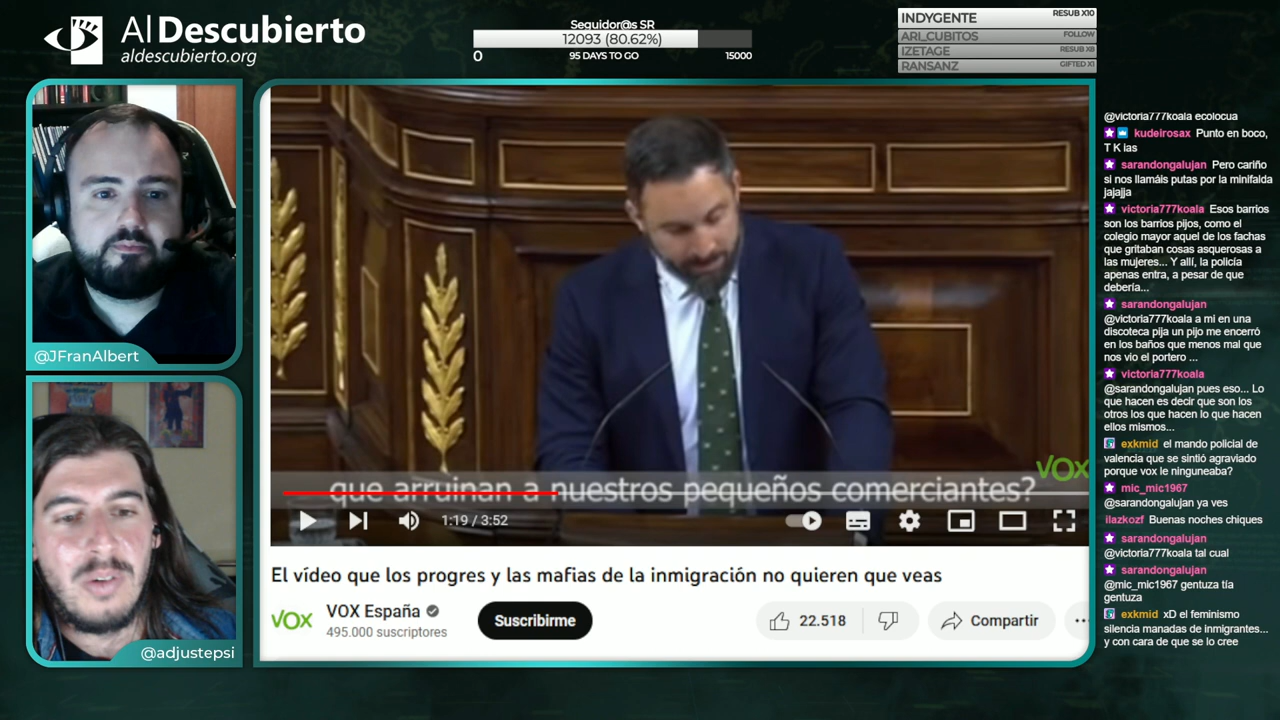 Al Descubierto
aldescubierto.org
Seguidor@s SR
12093 (80.62%)
0
95 DAYS TO GO
15000
INDYGENTE RESUB X10
ARI_CUBITOS FOLLOW
IZETAGE RESUB X8
RANSANZ GIFTED X1
@JFranAlbert
@adjustepsi
VOX
que arruinan a nuestros pequeños comerciantes?
1:19 / 3:52
El vídeo que los progres y las mafias de la inmigración no quieren que veas
VOX
VOX España
495.000 suscriptores
Suscribirme
22.518
Compartir
@victoria777koala ecolocua
kudeirosax Punto en boco,
T K ias
sarandongalujan Pero cariño
si nos llamáis putas por la minifalda
jajajja
victoria777koala Esos barrios
son los barrios pijos, como el
colegio mayor aquel de los fachas
que gritaban cosas asquerosas a
las mujeres... Y allí, la policía
apenas entra, a pesar de que
debería...
sarandongalujan
@victoria777koala a mi en una
discoteca pija un pijo me encerró
en los baños que menos mal que
nos vio el portero ...
victoria777koala
@sarandongalujan pues eso... Lo
que hacen es decir que son los
otros los que hacen lo que hacen
ellos mismos...
exkmid el mando policial de
valencia que se sintió agraviado
porque vox le ninguneaba?
mic_mic1967
@sarandongalujan ya ves
ilazkozf Buenas noches chiques
sarandongalujan
@victoria777koala tal cual
sarandongalujan
@mic_mic1967 gentuza tía
gentuza
exkmid xD el feminismo
silencia manadas de inmigrantes...
y con cara de que se lo cree